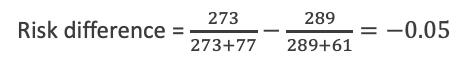 Risk difference = 273/273+77 − 289/289+61 = −0.05